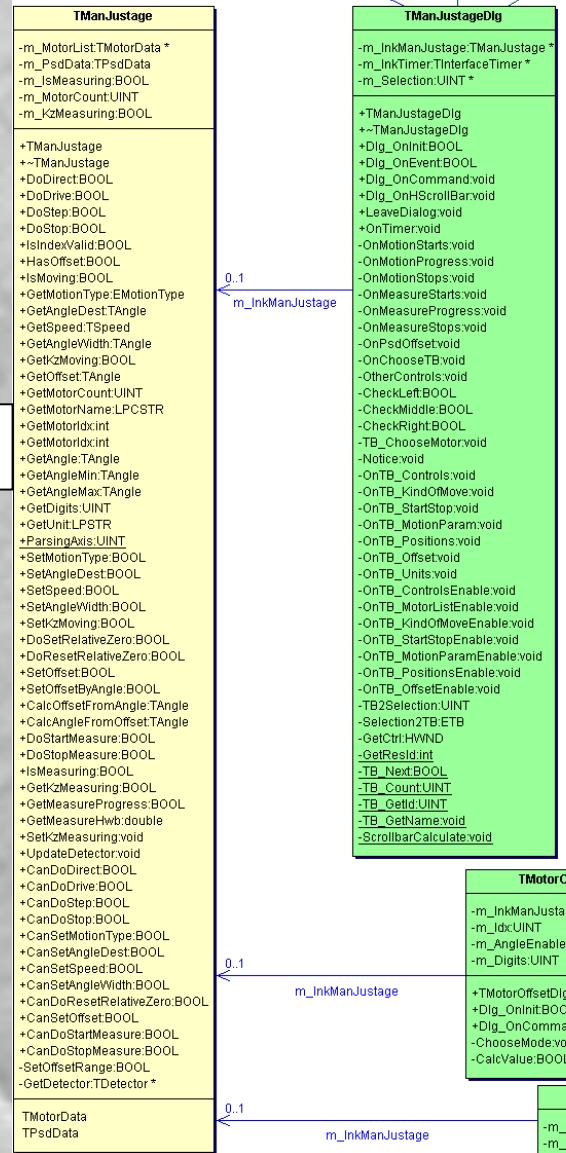 TManJustage
-m_MotorList:TMotorData *
-m_PsdData:TPsdData
-m_IsMeasuring:BOOL
-m_MotorCount:UINT
-m_KzMeasuring:BOOL
+TManJustage
+~TManJustage
+DoDirect:BOOL
+DoDrive:BOOL
+DoStep:BOOL
+DoStop:BOOL
+IsIndexValid:BOOL
+HasOffset:BOOL
+IsMoving:BOOL
+GetMotionType:EMotionType
+GetAngleDest:TAngle
+GetSpeed:TSpeed
+GetAngleWidth:TAngle
+GetKzMoving:BOOL
+GetOffset:TAngle
+GetMotorCount:UINT
+GetMotorName:LPCSTR
+GetMotorIdx:int
+GetMotorIdx:int
+GetAngle:TAngle
+GetAngleMin:TAngle
+GetAngleMax:TAngle
+GetDigits:UINT
+GetUnit:LPSTR
+ParsingAxis:UINT
+SetMotionType:BOOL
+SetAngleDest:BOOL
+SetSpeed:BOOL
+SetAngleWidth:BOOL
+SetKzMoving:BOOL
+DoSetRelativeZero:BOOL
+DoResetRelativeZero:BOOL
+SetOffset:BOOL
+SetOffsetByAngle:BOOL
+CalcOffsetFromAngle:TAngle
+CalcAngleFromOffset:TAngle
+DoStartMeasure:BOOL
+DoStopMeasure:BOOL
+IsMeasuring:BOOL
+GetKzMeasuring:BOOL
+GetMeasureProgress:BOOL
+GetMeasureHwb:double
+SetKzMeasuring:void
+UpdateDetector:void
+CanDoDirect:BOOL
+CanDoDrive:BOOL
+CanDoStep:BOOL
+CanDoStop:BOOL
+CanSetMotionType:BOOL
+CanSetAngleDest:BOOL
+CanSetSpeed:BOOL
+CanSetAngleWidth:BOOL
+CanDoResetRelativeZero:BOOL
+CanSetOffset:BOOL
+CanDoStartMeasure:BOOL
+CanDoStopMeasure:BOOL
-SetOffsetRange:BOOL
-GetDetector:TDetector *
TMotorData
TPsdData
0..1
m_lnkManJustage
0..1
m_lnkManJustage
0..1
m_lnkManJustage
TManJustageDlg
-m_lnkManJustage:TManJustage *
-m_lnkTimer:TInterfaceTimer *
-m_Selection:UINT *
+TManJustageDlg
+~TManJustageDlg
+Dlg_OnInit:BOOL
+Dlg_OnEvent:BOOL
+Dlg_OnCommand:void
+Dlg_OnHScrollBar:void
+LeaveDialog:void
+OnTimer:void
-OnMotionStarts:void
-OnMotionProgress:void
-OnMotionStops:void
-OnMeasureStarts:void
-OnMeasureProgress:void
-OnMeasureStops:void
-OnPsdOffset:void
-OnChooseTB:void
-OtherControls:void
-CheckLeft:BOOL
-CheckMiddle:BOOL
-CheckRight:BOOL
-TB_ChooseMotor:void
-Notice:void
-OnTB_Controls:void
-OnTB_KindOfMove:void
-OnTB_StartStop:void
-OnTB_MotionParam:void
-OnTB_Positions:void
-OnTB_Offset:void
-OnTB_Units:void
-OnTB_ControlsEnable:void
-OnTB_MotorListEnable:void
-OnTB_KindOfMoveEnable:void
-OnTB_StartStopEnable:void
-OnTB_MotionParamEnable:void
-OnTB_PositionsEnable:void
-OnTB_OffsetEnable:void
-TB2Selection:UINT
-Selection2TB:ETB
-GetCtrl:HWND
-GetResId:int
-TB_Next:BOOL
-TB_Count:UINT
-TB_GetId:UINT
-TB_GetName:void
-ScrollbarCalculate:void
TMotorO
-m_lnkManJusta
-m_Idx:UINT
-m_AngleEnable
-m_Digits:UINT
+TMotorOffsetDlg
+Dlg_OnInit:BOO
+Dlg_OnComma
-ChooseMode:vo
-CalcValue:BOOL
-m_
-m_